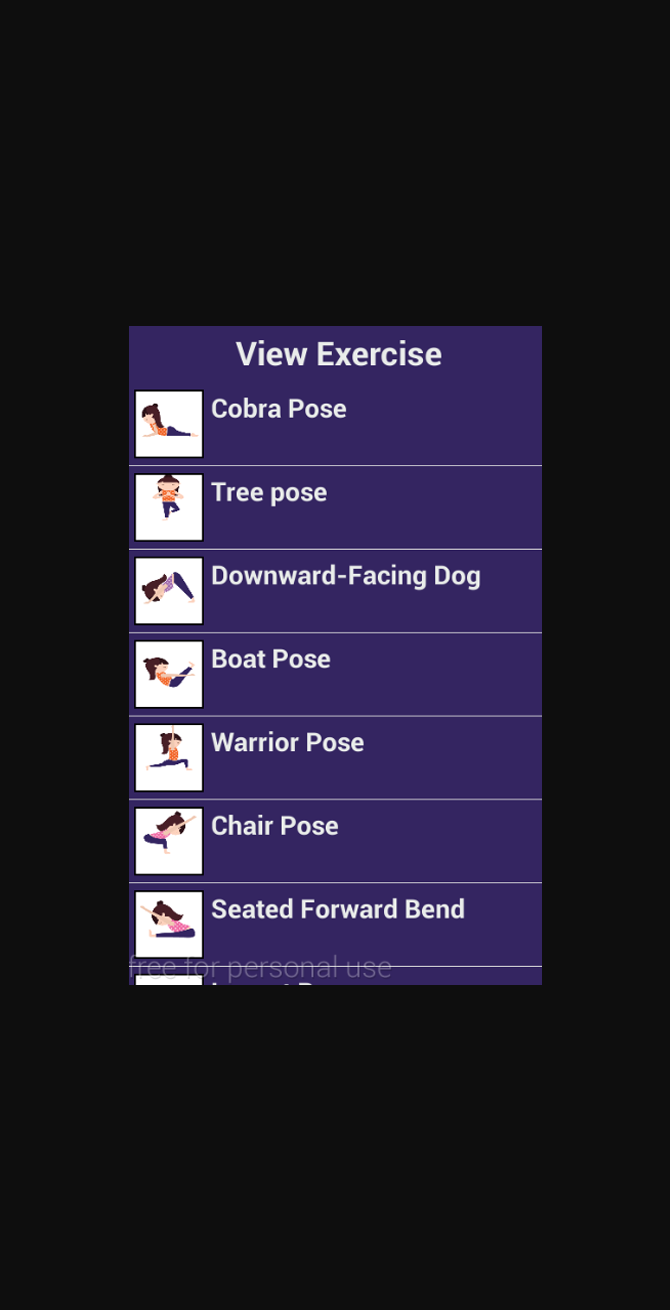 View Exercise
Cobra Pose
Tree pose
Downward-Facing Dog
Boat Pose
Warrior Pose
Chair Pose
Seated Forward Bend
free for personal use